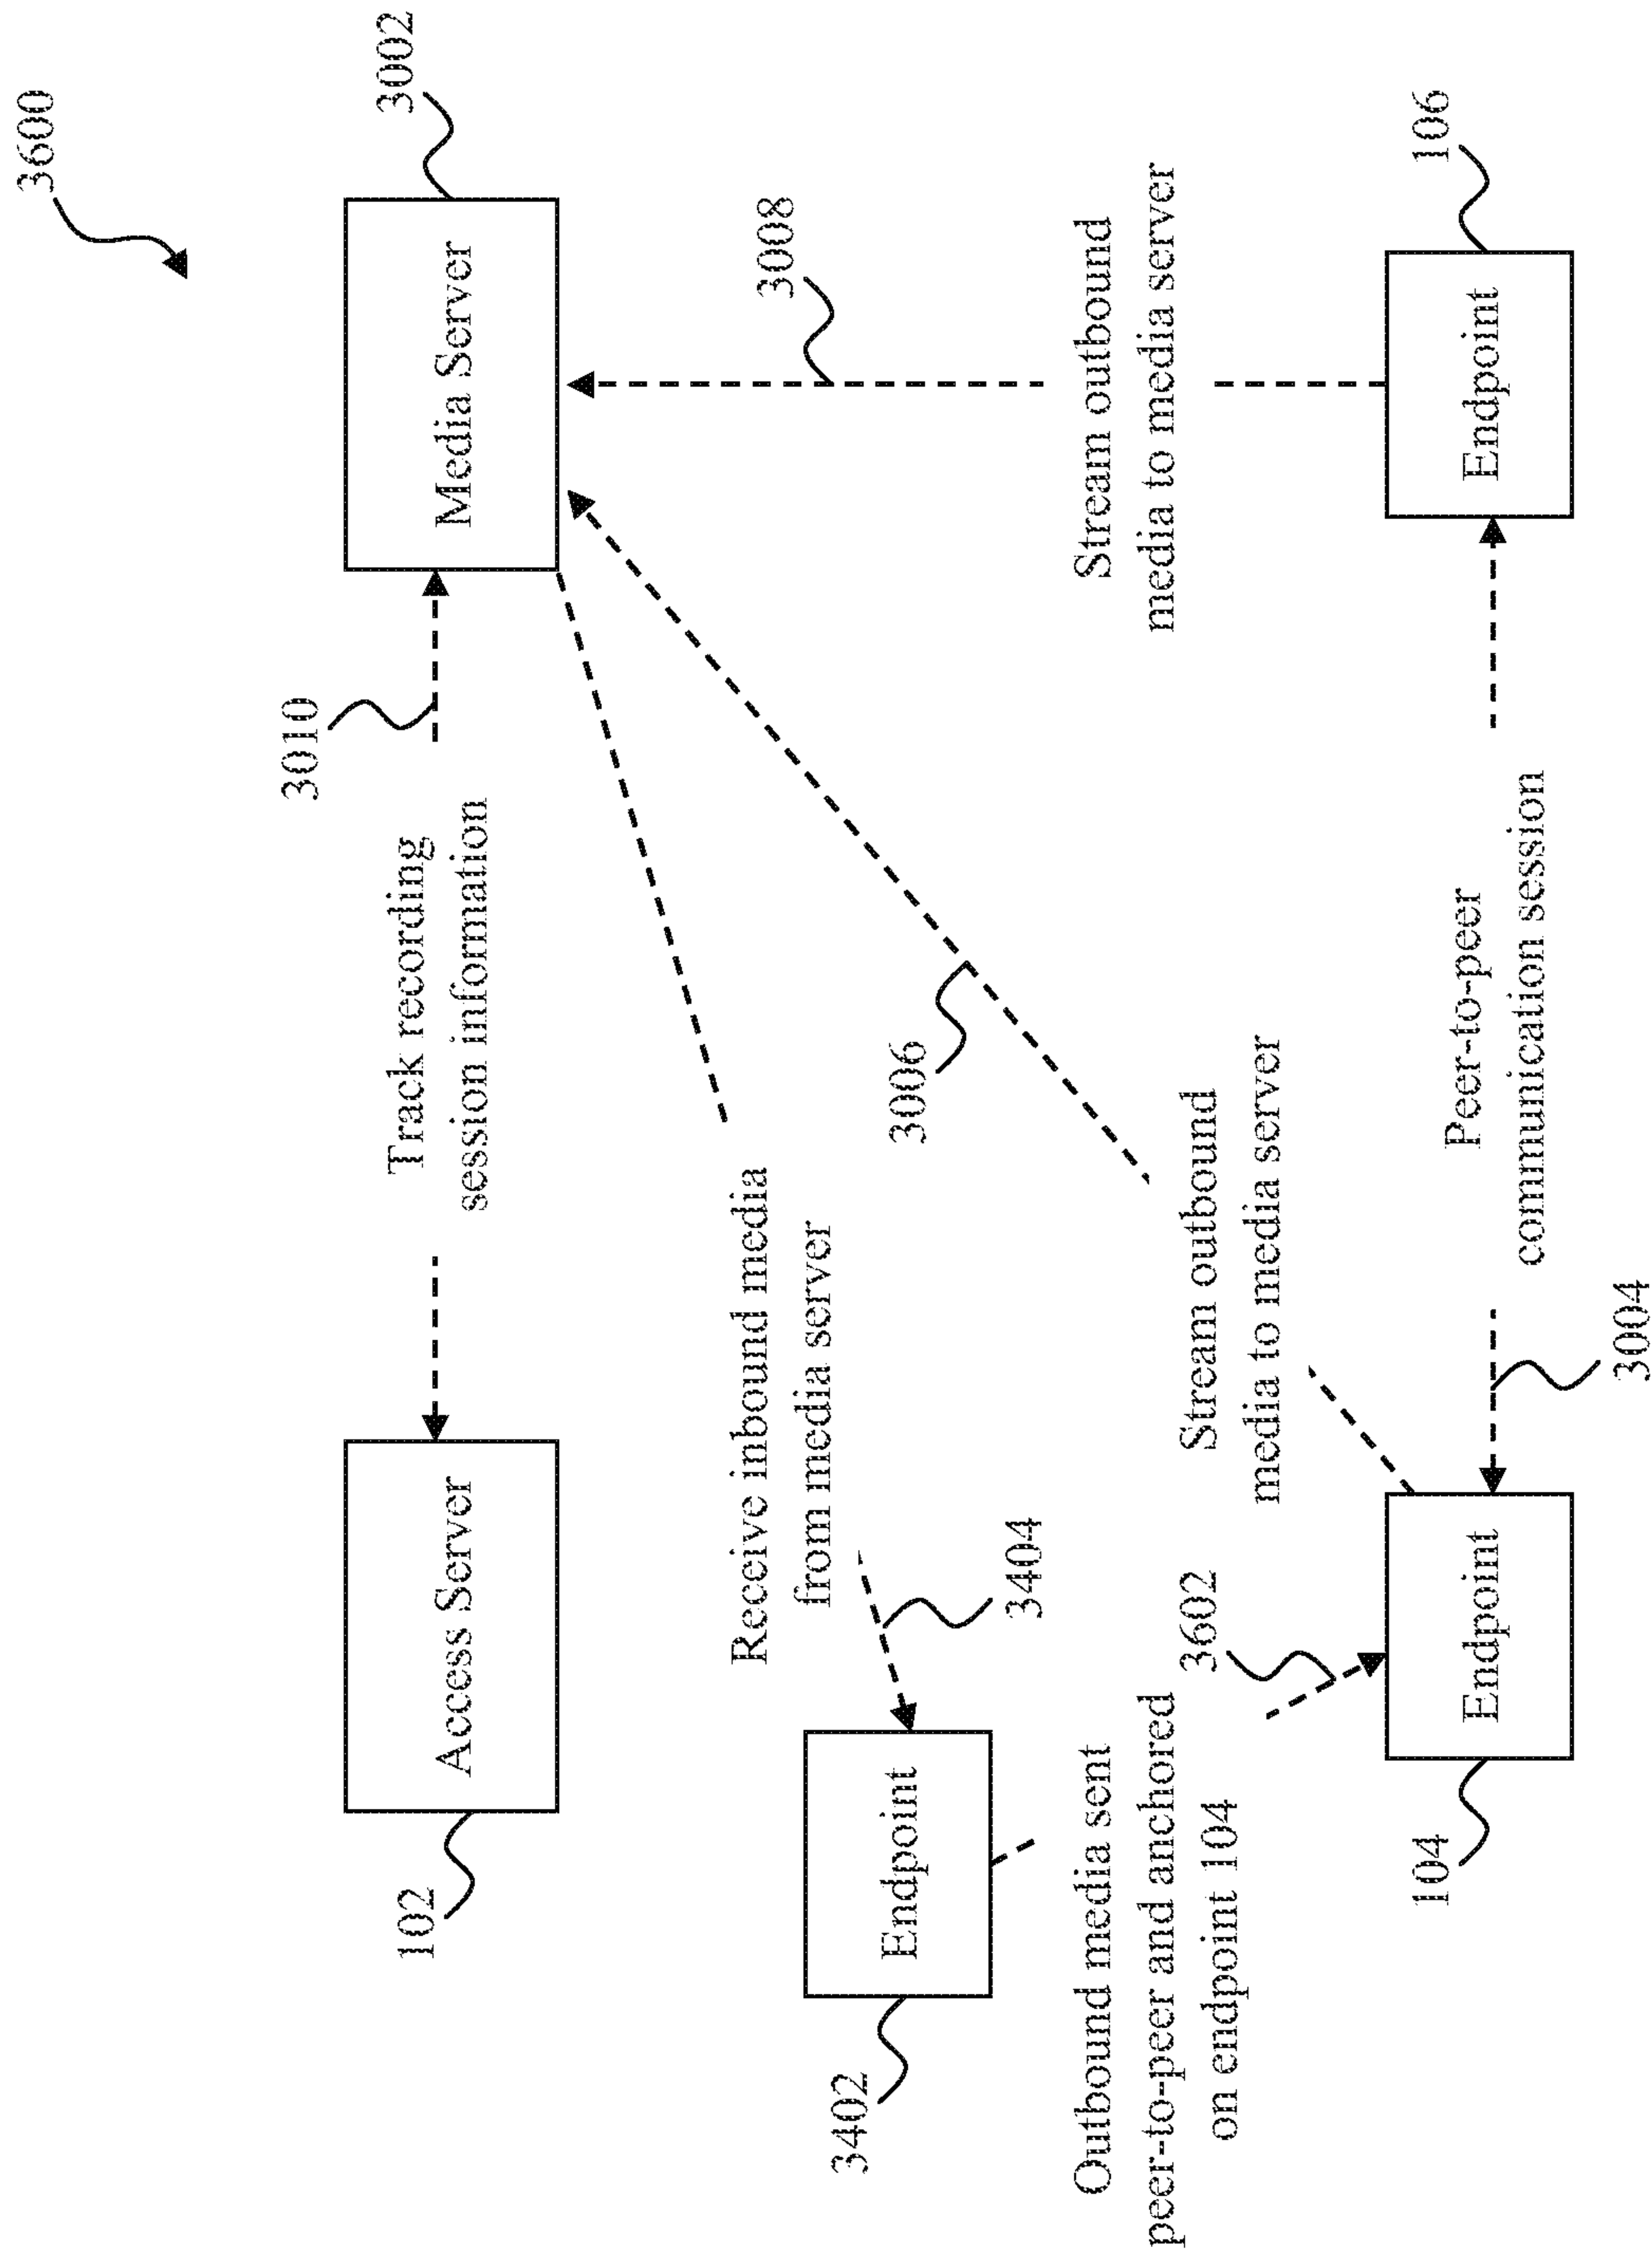 3600
102
Access Server
Track recording
session information
3010
Media Server
3002
3402
Endpoint
Receive inbound media
from media server
3404
3006
3008
Outbound media sent
peer-to-peer and anchored
on endpoint 104
3602
Stream outbound
media to media server
Stream outbound
media to media server
104
Endpoint
3004
Peer-to-peer
communication session
Endpoint
106